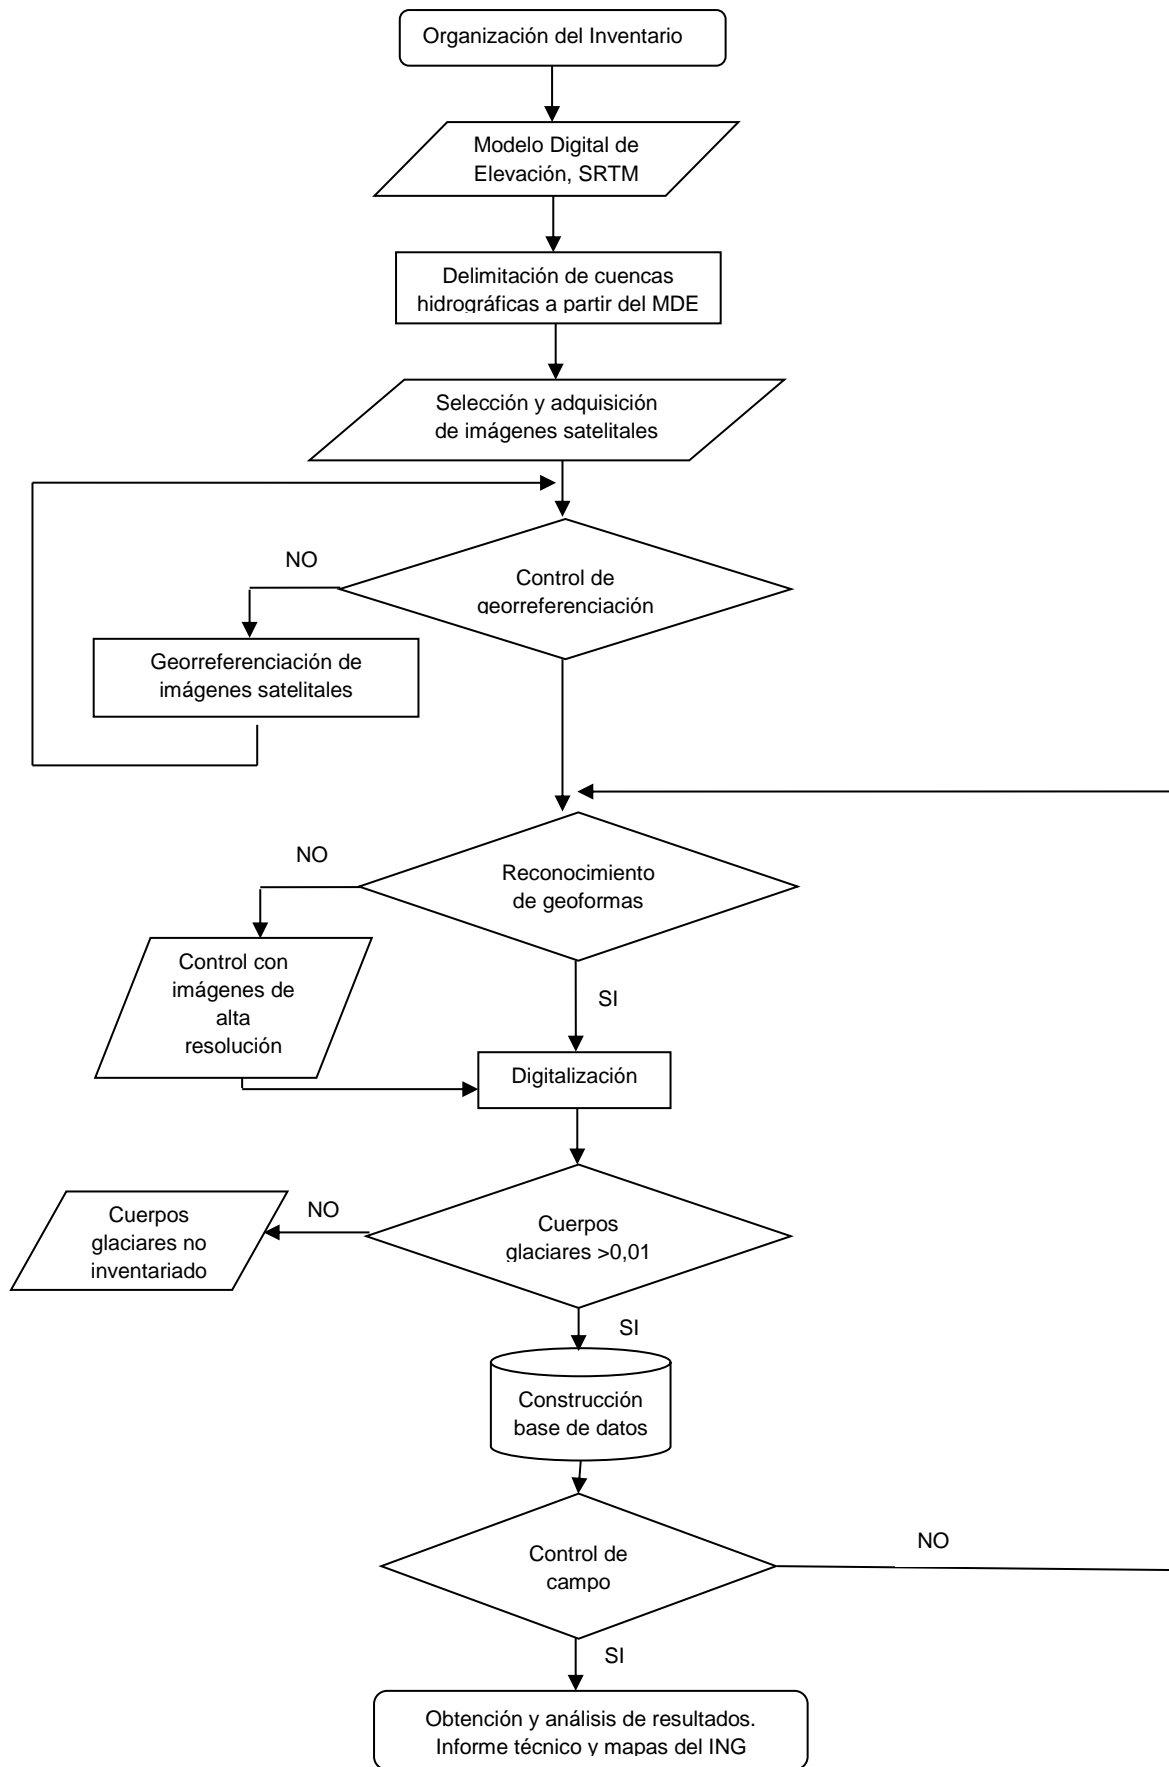 Organización del Inventario
Modelo Digital de
Elevación, SRTM
Delimitación de cuencas
hidrográficas a partir del MDE
Selección y adquisición
de imágenes satelitales
NO
Control de
georreferenciación
Georreferenciación de
imágenes satelitales
NO
Reconocimiento
de geoformas
Control con
imágenes de
alta
resolución
SI
Digitalización
NO
Cuerpos
glaciares no
inventariado
Cuerpos
glaciares >0,01
SI
Construcción
base de datos
Control de
campo
NO
SI
Obtención y análisis de resultados.
Informe técnico y mapas del ING